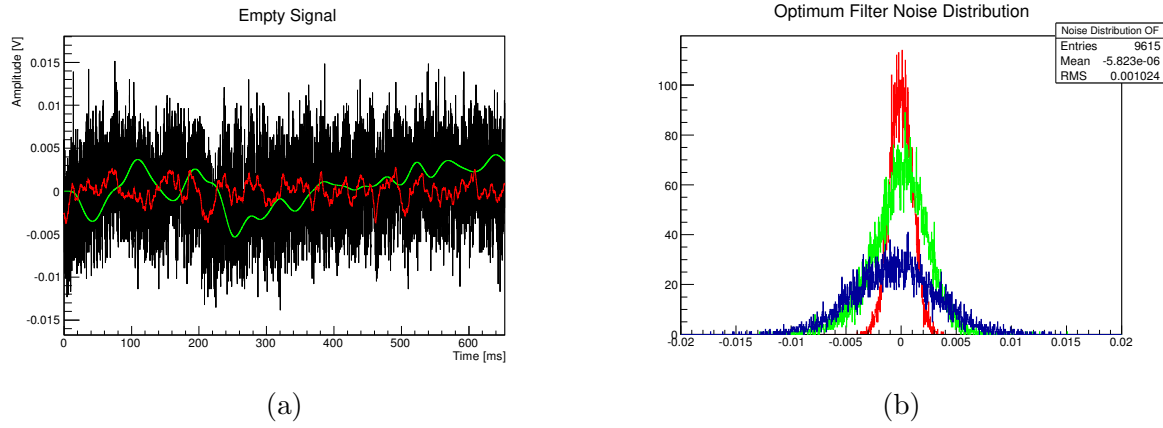 Empty Signal
Amplitude [V]
0.015
0.01
0.005
0
-0.005
-0.01
-0.015
0 100 200 300 400 500 600
Time [ms]
(a)
Optimum Filter Noise Distribution
Noise Distribution OF
Entries 9615
Mean -5.823e-06
RMS 0.001024
100
80
60
40
20
0
-0.02 -0.015 -0.01 -0.005 0 0.005 0.01 0.015 0.02
(b)